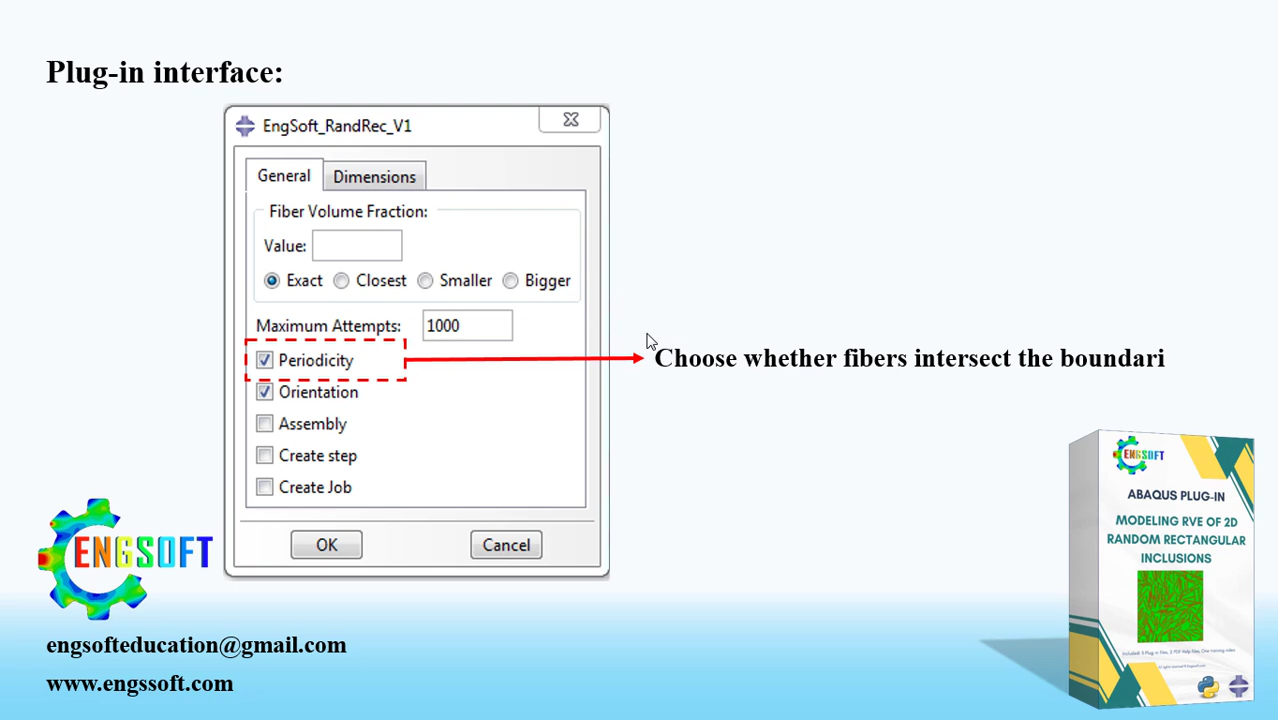 Plug-in interface:
EngSoft_RandRec_V1
General Dimensions
Fiber Volume Fraction:
Value:
Exact Closest Smaller Bigger
Maximum Attempts: 1000
Periodicity
Choose whether fibers intersect the boundari
Orientation
Assembly
Create step
Create Job
OK Cancel
ENGSOFT
engsofteducation@gmail.com
www.engssoft.com
ENGSOFT
ABAQUS PLUG-IN
MODELING RVE OF 2D
RANDOM RECTANGULAR
INCLUSIONS